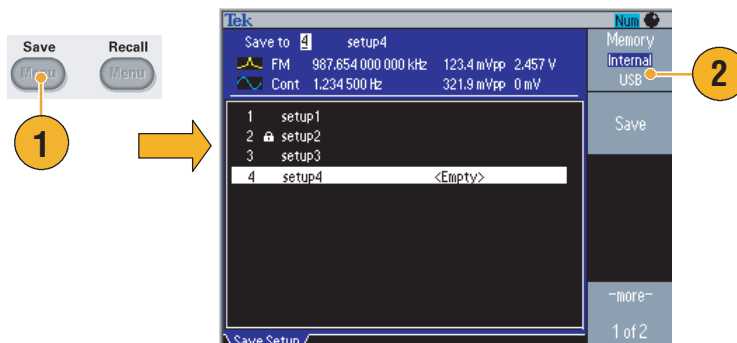 Save Recall
Menu Menu
1
2
Tek Num
Save to 4 setup4
FM 987.654 000 000 kHz 123.4 mVpp 2.457 V
Cont 1.234 500 Hz 321.9 mVpp 0 mV
1 setup1
2 setup2
3 setup3
4 setup4 <Empty>
Save Setup
Memory
Internal
USB
Save
-more-
1 of 2